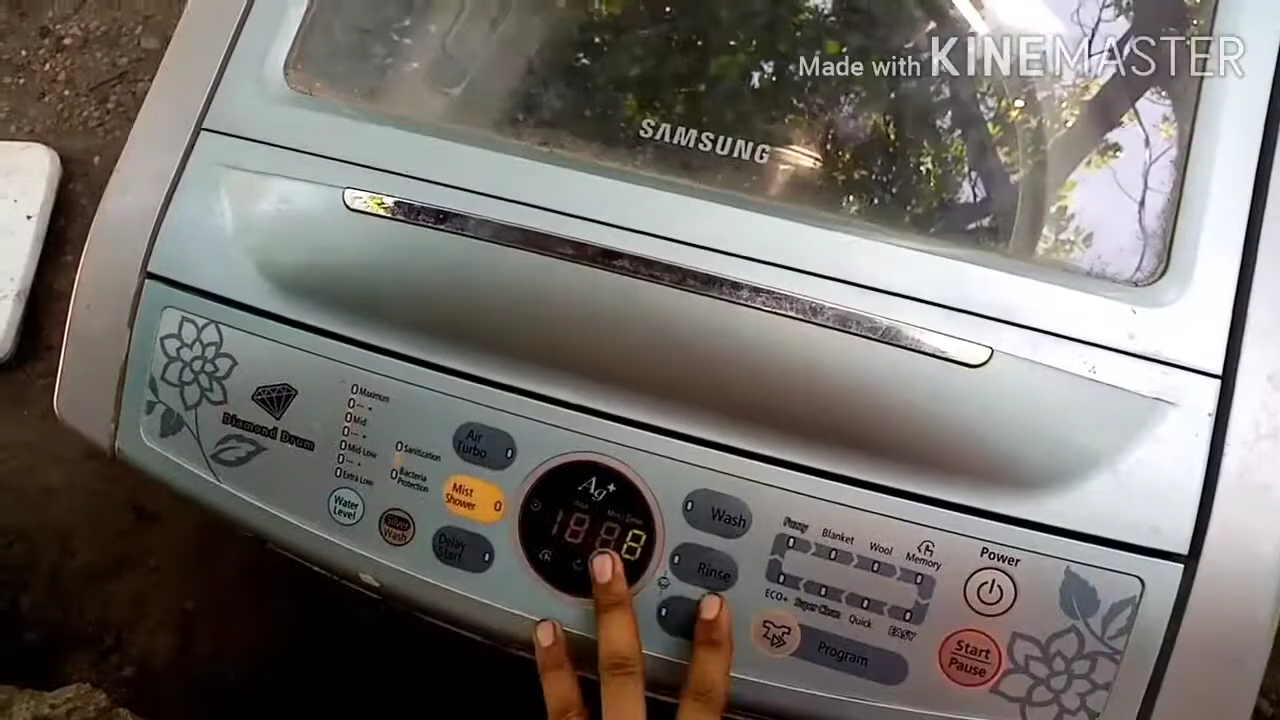 Made with KINEMASTER
SAMSUNG
Diamond Drum
Maximum
Mid
Mid-Low
Extra Low
Water
Level
Sanitization
Bacteria
Protection
Silver
Wash
Air
Turbo
Mist
Shower
Delay
Start
Ag+
Wash
Rinse
Fuzzy
Blanket
Wool
Memory
ECO+
Super Clean
Quick
EASY
Program
Power
Start
Pause